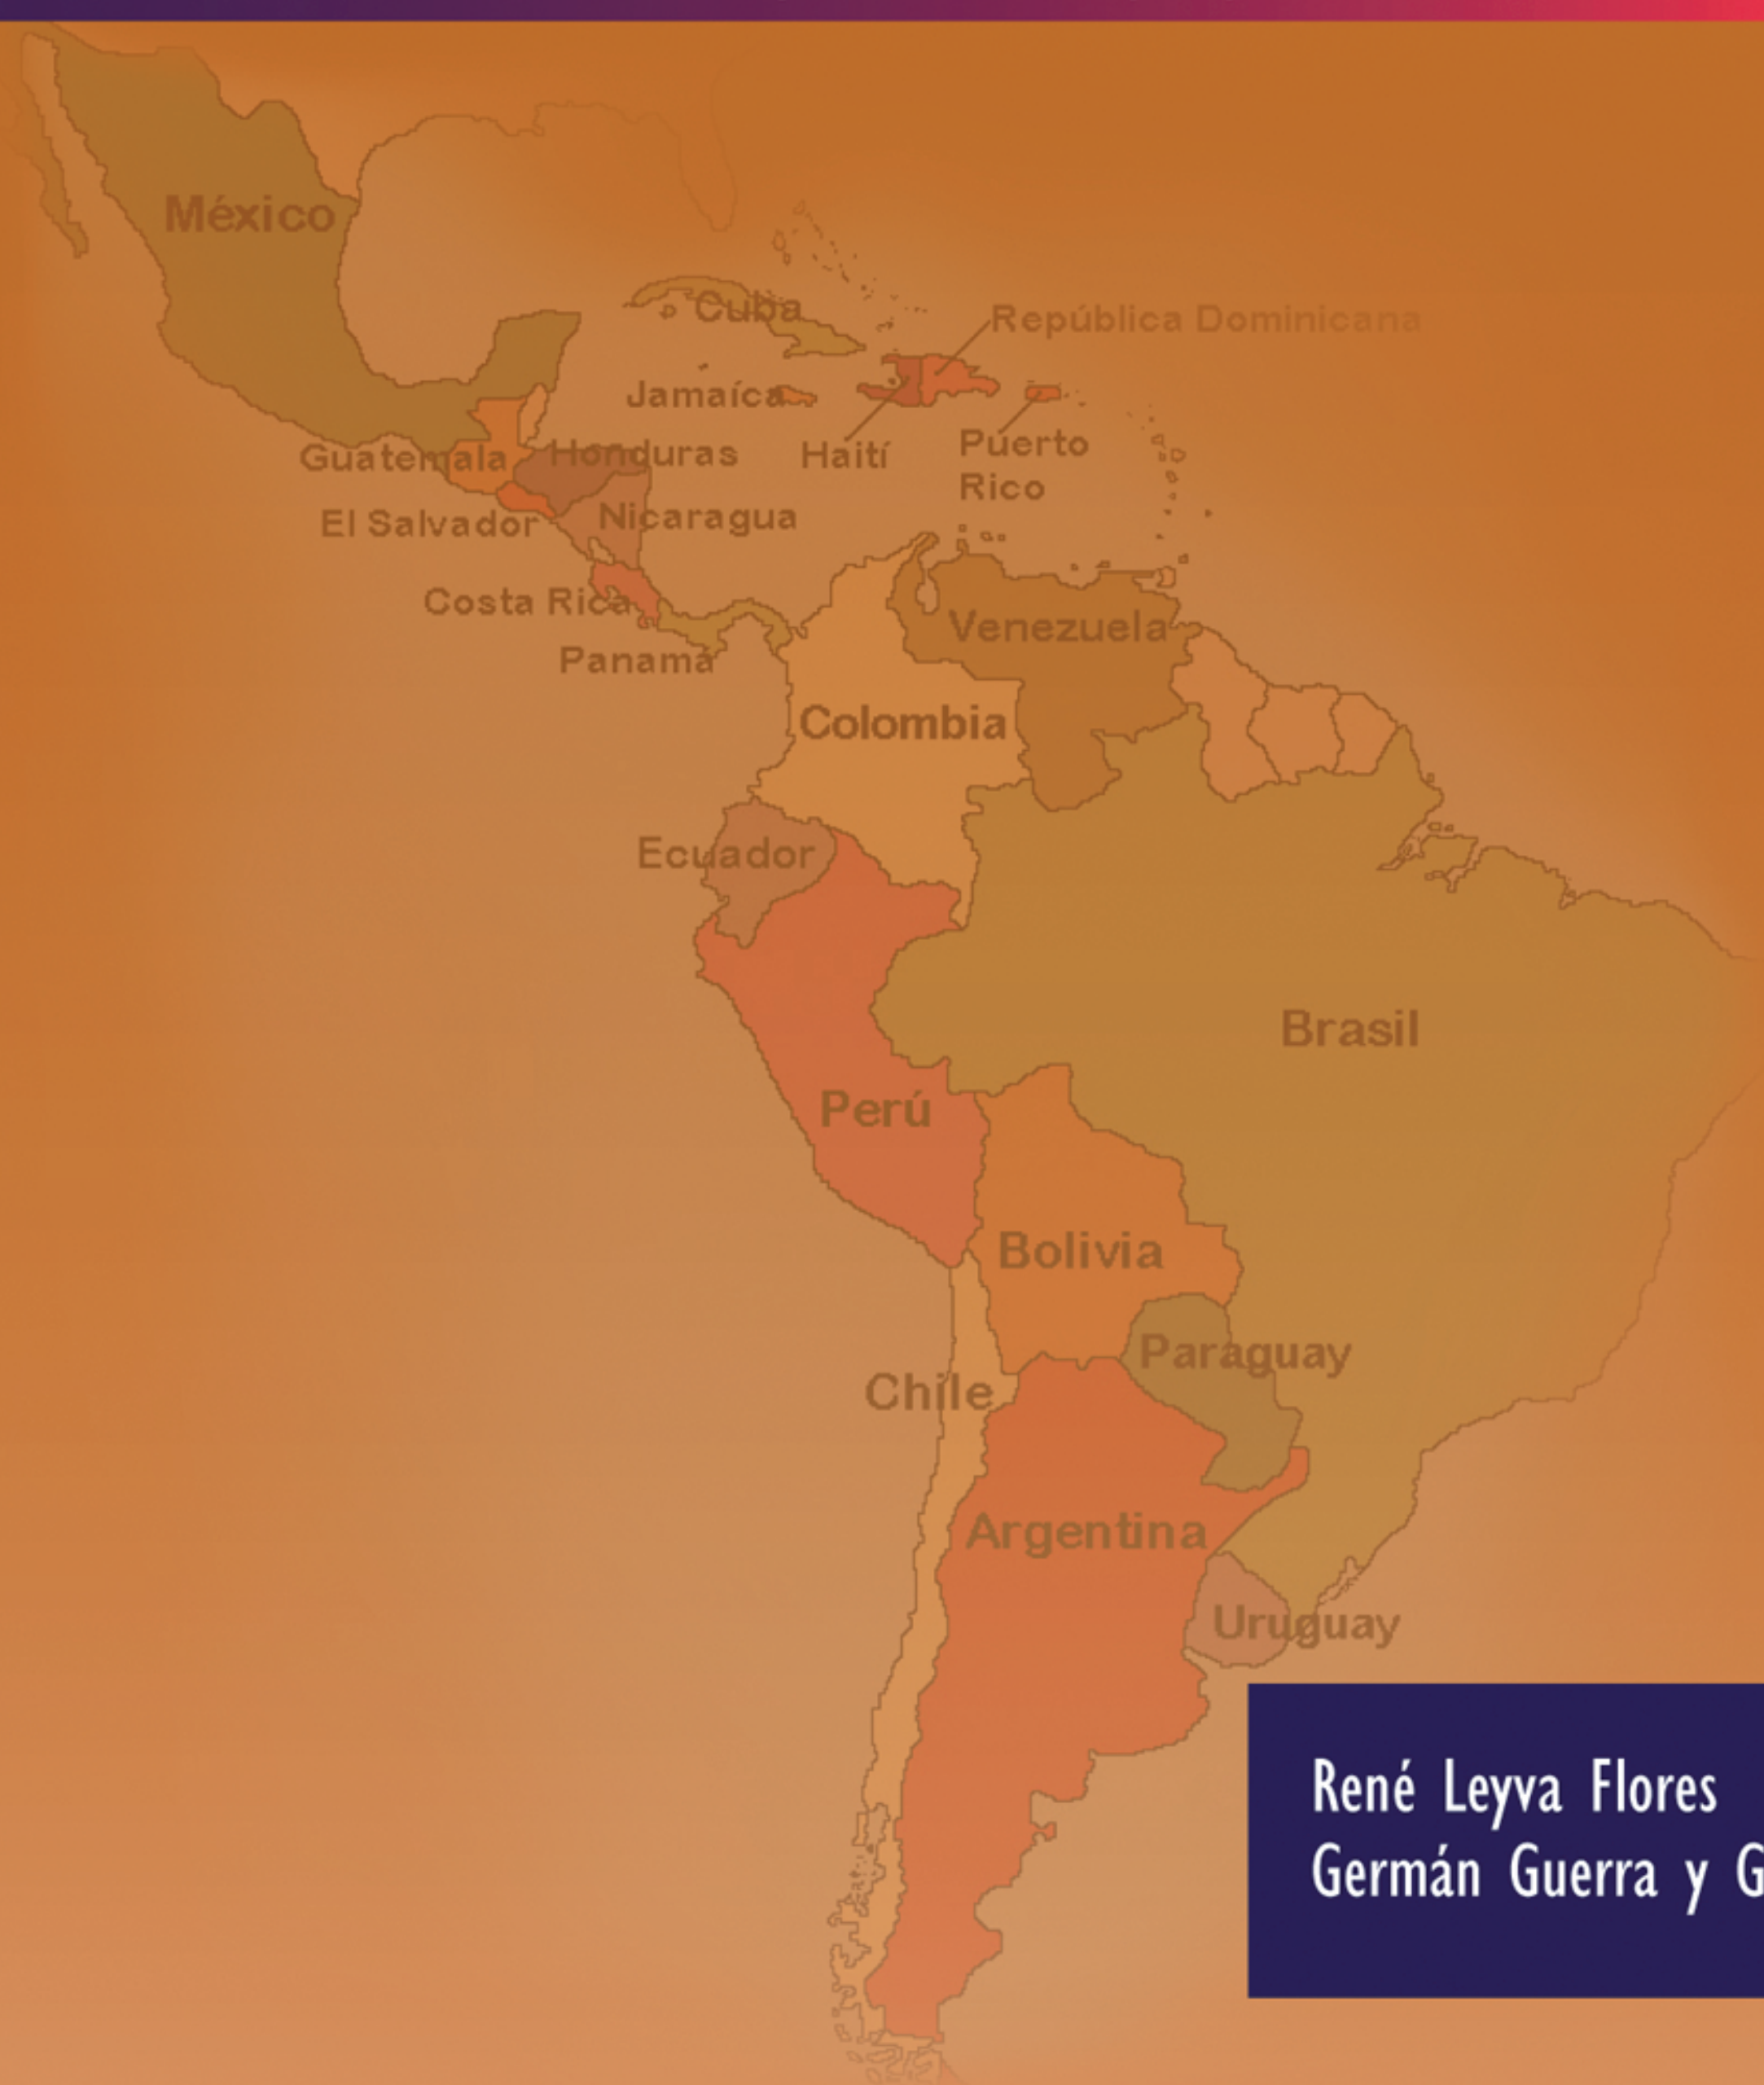 México
Cuba
República Dominicana
Jamaíca
Haití
Puerto
Rico
Guatemala
Honduras
El Salvador
Nicaragua
Costa Rica
Panamá
Venezuela
Colombia
Ecuador
Brasil
Perú
Bolivia
Paraguay
Chile
Argentina
Uruguay
René Leyva Flores
Germán Guerra y G